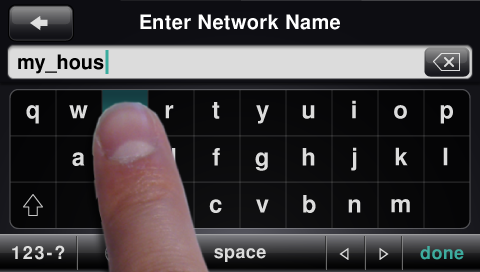 Enter Network Name
my_hous
q w r t y u i o p
a f g h j k l
c v b n m
123-? space done